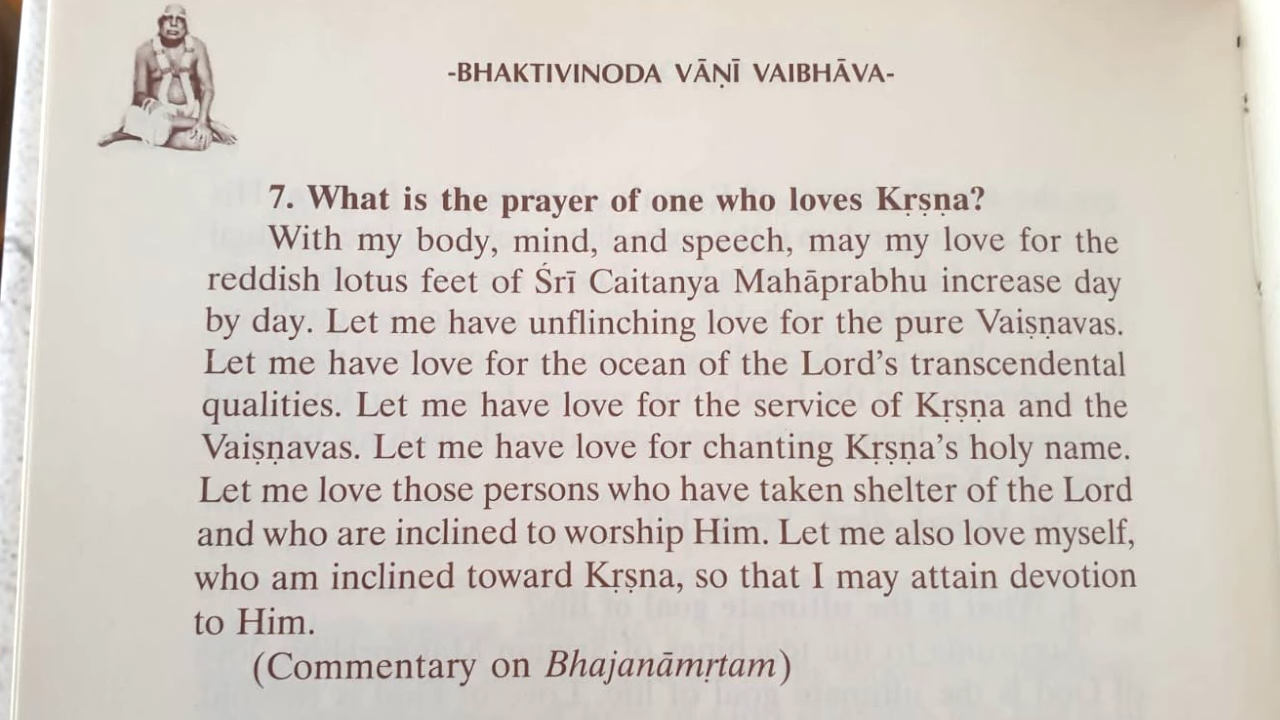 -BHAKTIVINODA VĀṆĪ VAIBHĀVA-
7. What is the prayer of one who loves Kṛṣṇa?
With my body, mind, and speech, may my love for the
reddish lotus feet of Śrī Caitanya Mahāprabhu increase day
by day. Let me have unflinching love for the pure Vaiṣṇavas.
Let me have love for the ocean of the Lord's transcendental
qualities. Let me have love for the service of Kṛṣṇa and the
Vaiṣṇavas. Let me have love for chanting Kṛṣṇa's holy name.
Let me love those persons who have taken shelter of the Lord
and who are inclined to worship Him. Let me also love myself,
who am inclined toward Kṛṣṇa, so that I may attain devotion
to Him.
(Commentary on Bhajanāmṛtam)